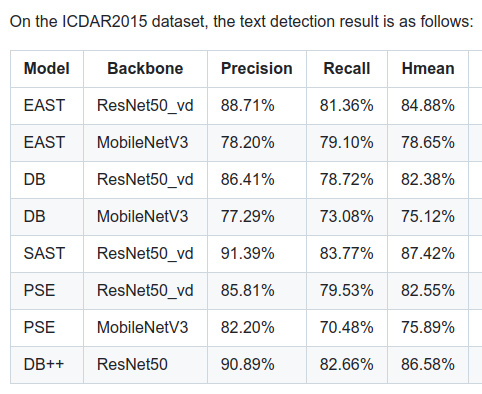 On the ICDAR2015 dataset, the text detection result is as follows:
Model Backbone Precision Recall Hmean
EAST ResNet50_vd 88.71% 81.36% 84.88%
EAST MobileNetV3 78.20% 79.10% 78.65%
DB ResNet50_vd 86.41% 78.72% 82.38%
DB MobileNetV3 77.29% 73.08% 75.12%
SAST ResNet50_vd 91.39% 83.77% 87.42%
PSE ResNet50_vd 85.81% 79.53% 82.55%
PSE MobileNetV3 82.20% 70.48% 75.89%
DB++ ResNet50 90.89% 82.66% 86.58%